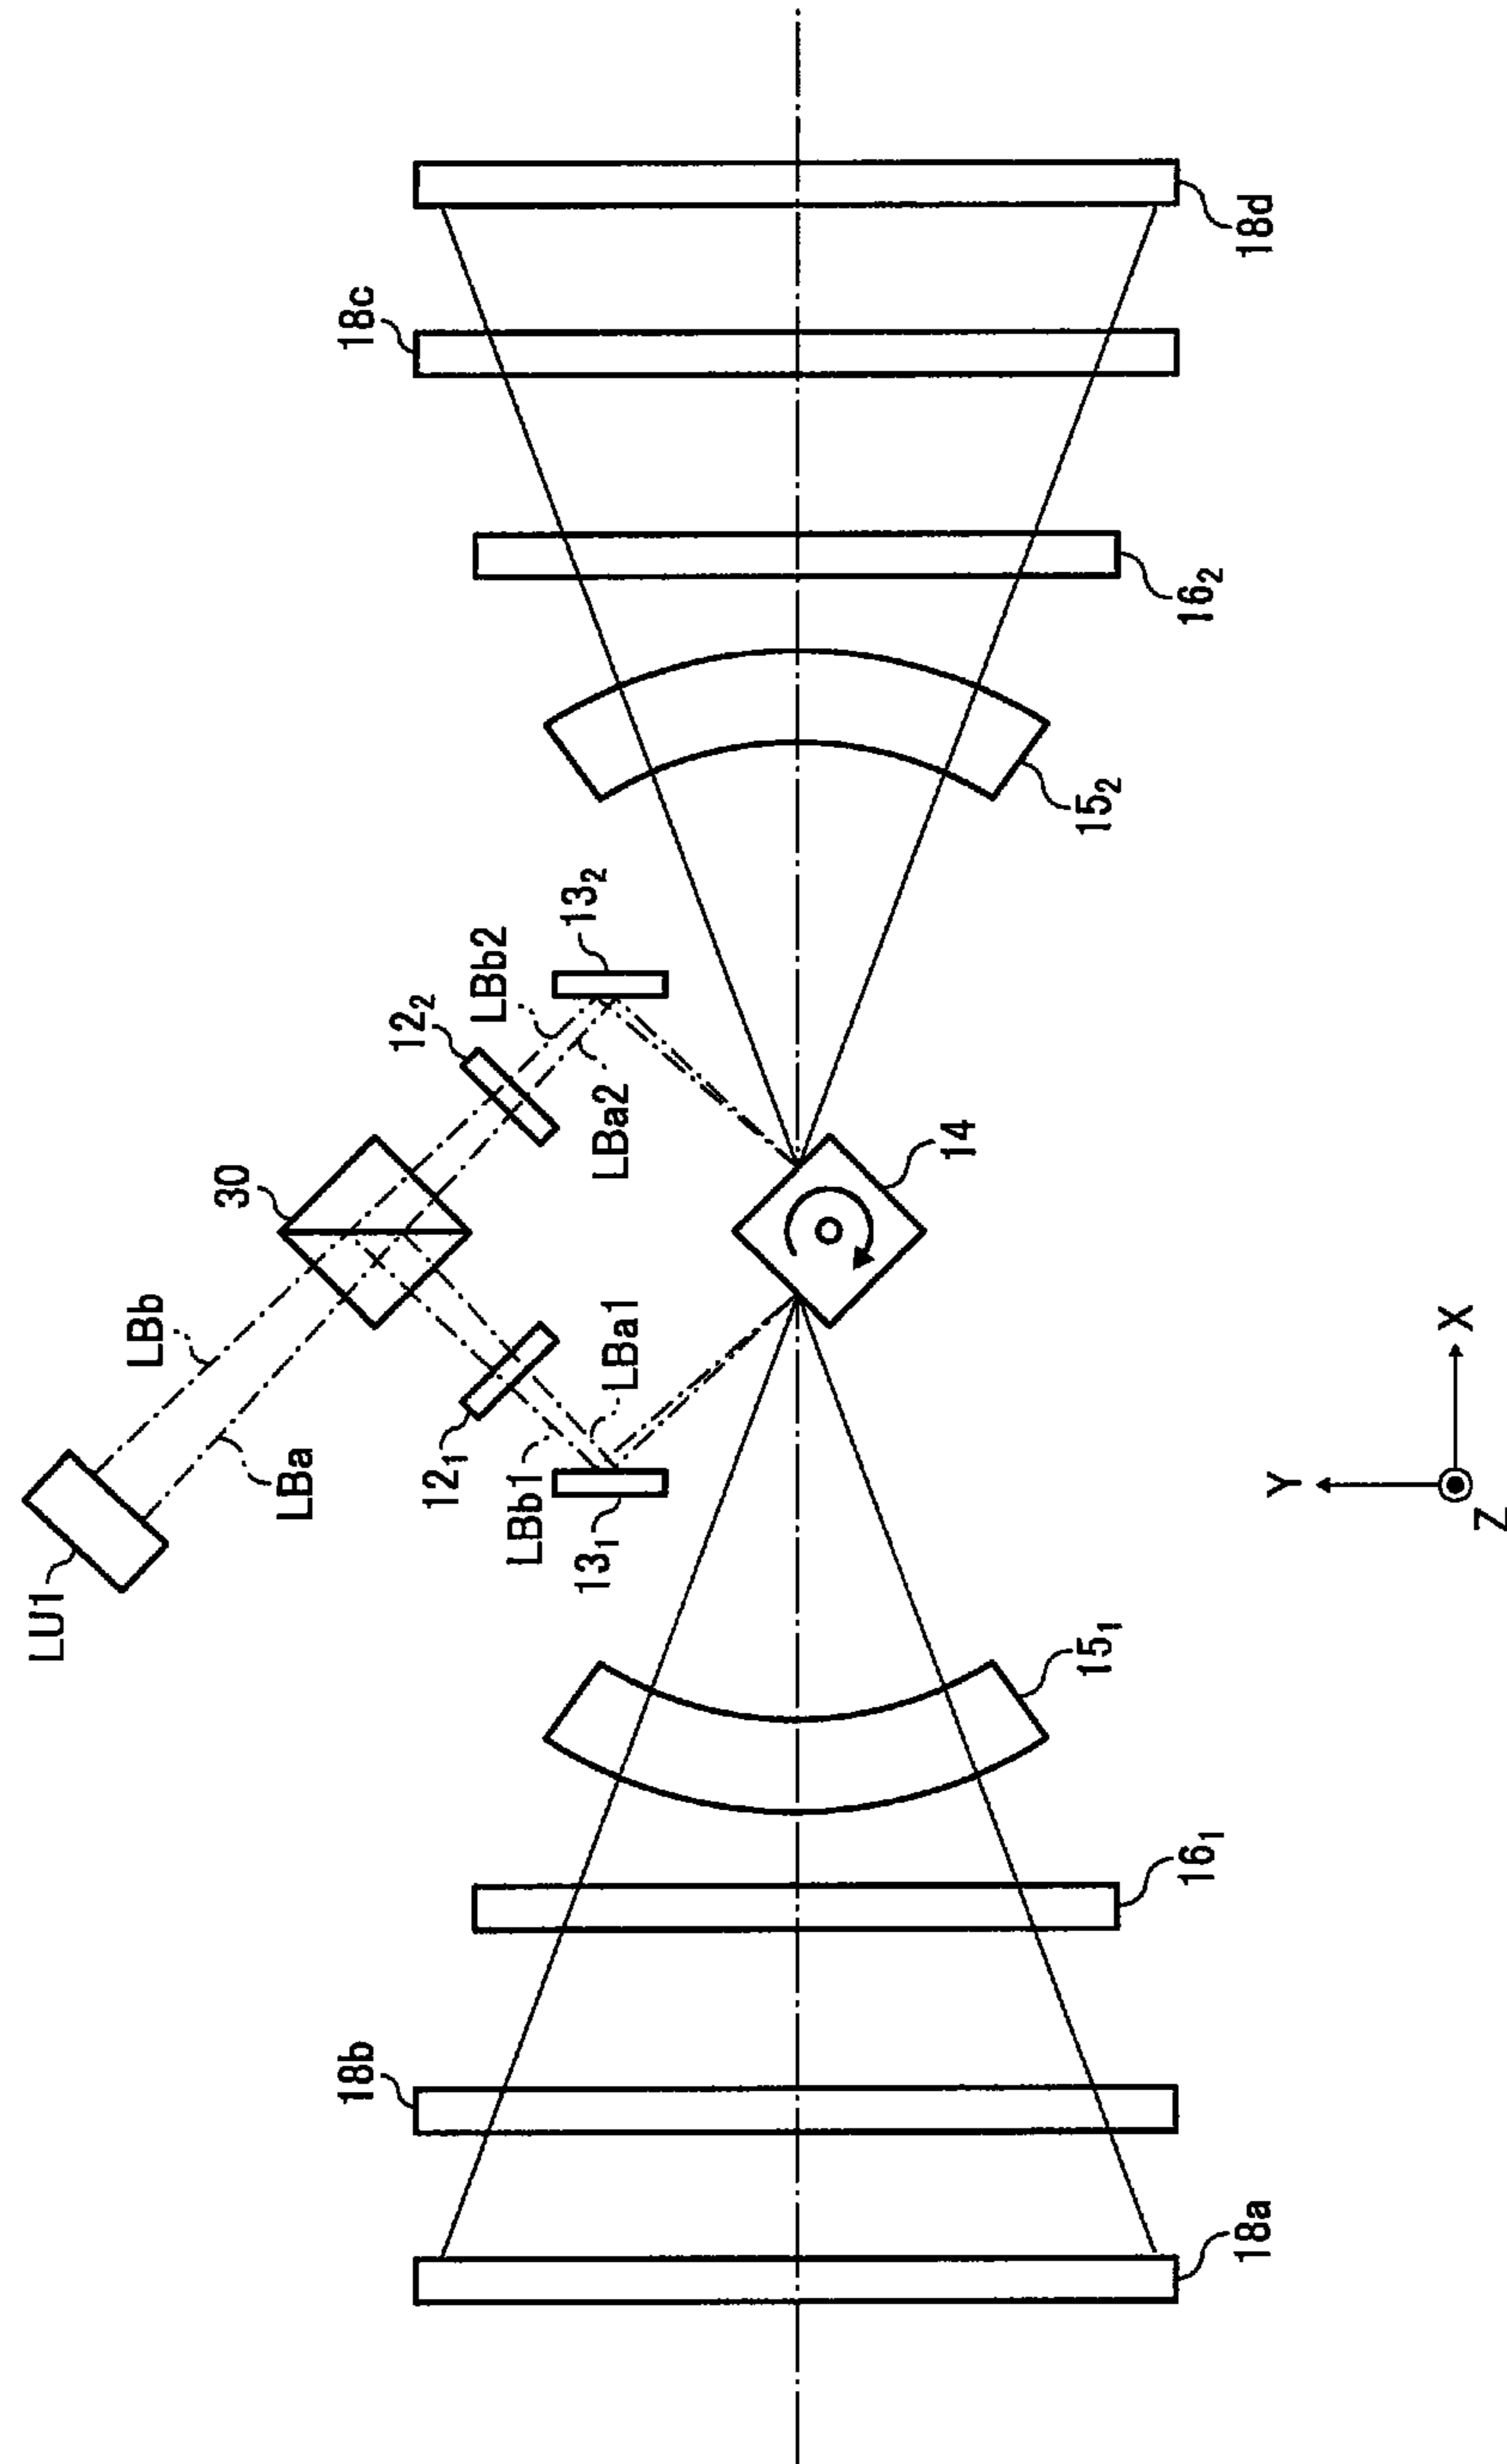 LU1
LBb
30
LBa
18b
18c
12₂
12₁
LBb2
LBb1
13₂
13₁
LBa1
LBa2
14
15₁
15₂
16₁
16₂
18a
18d
Y
X
Z